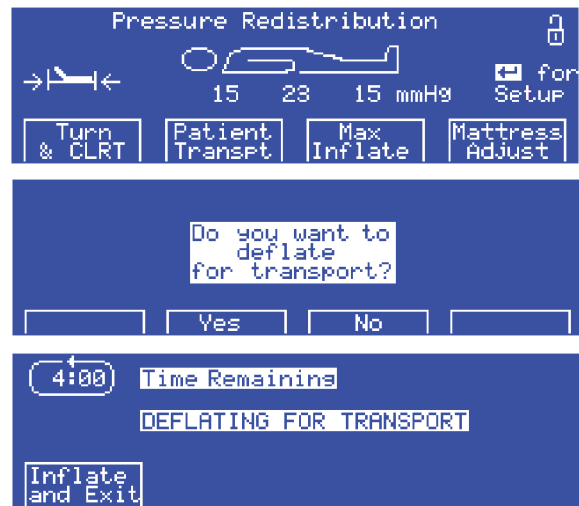 Pressure Redistribution
for
15 23 15 mmHg Setup
Turn & CLRT
Patient Transpt
Max Inflate
Mattress Adjust
Do you want to
deflate
for transport?
Yes No
4:00 Time Remaining
DEFLATING FOR TRANSPORT
Inflate
and Exit